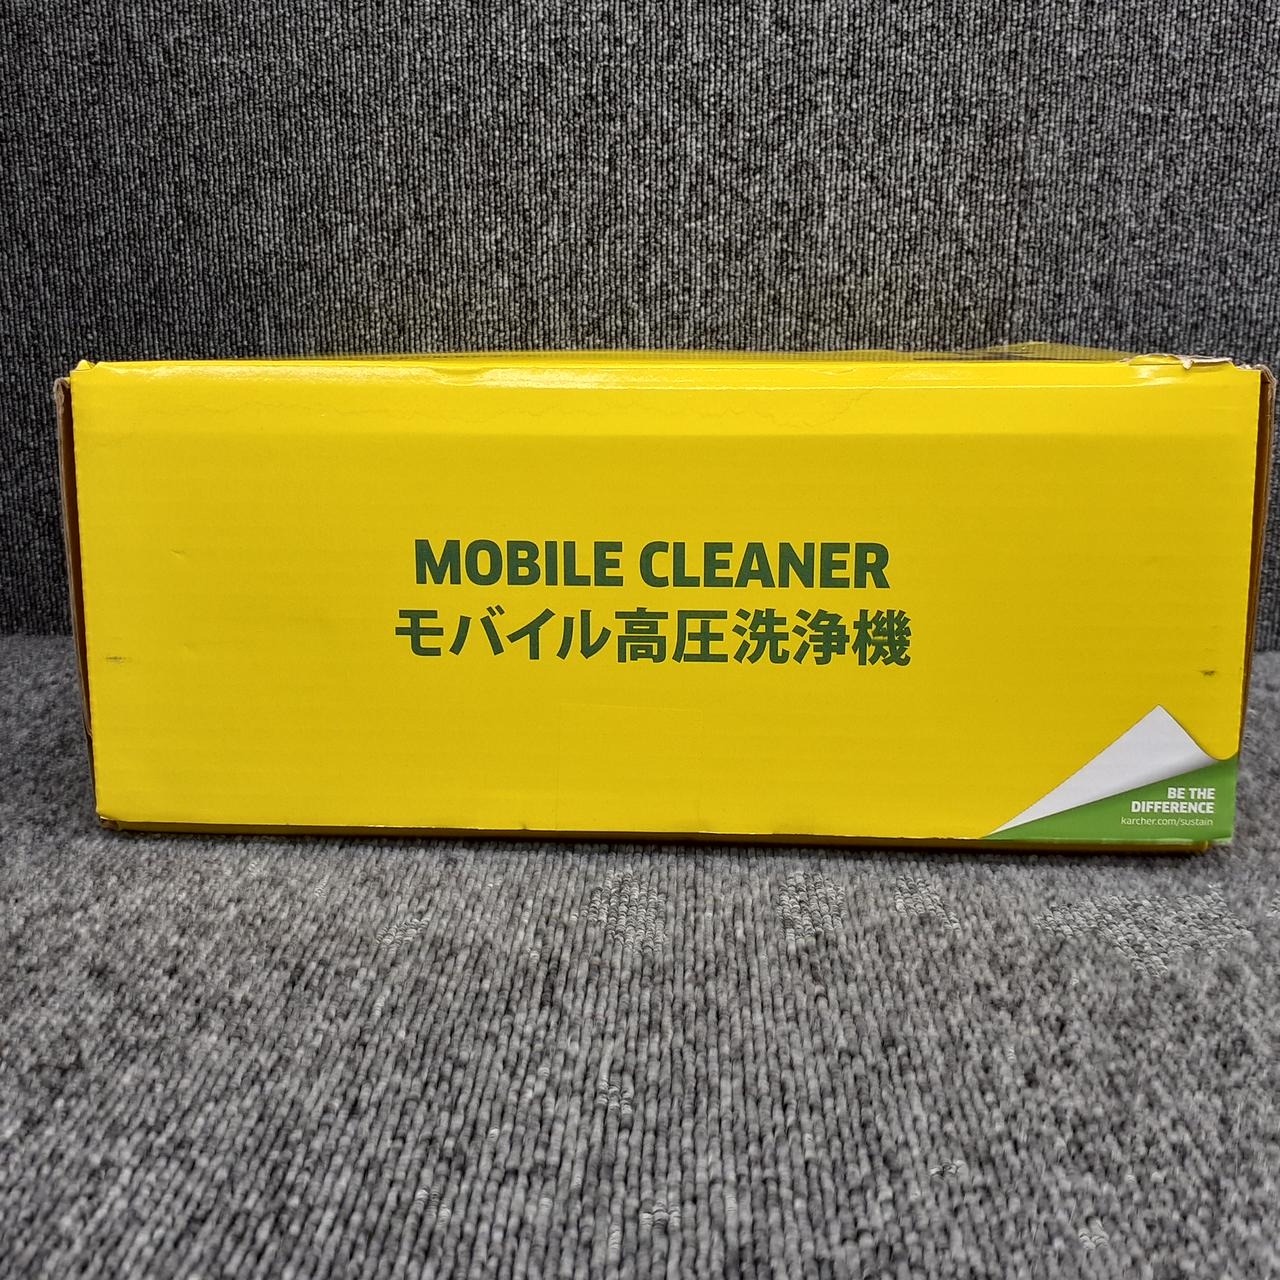 MOBILE CLEANER
モバイル高圧洗浄機
BE THE
DIFFERENCE
karcher.com/sustain